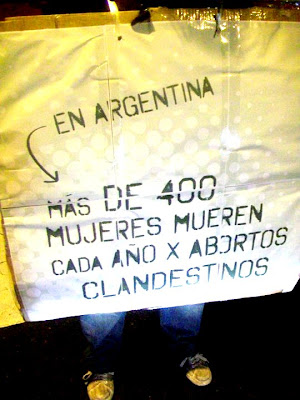 EN ARGENTINA
MÁS DE 400
MUJERES MUEREN
CADA AÑO X ABORTOS
CLANDESTINOS